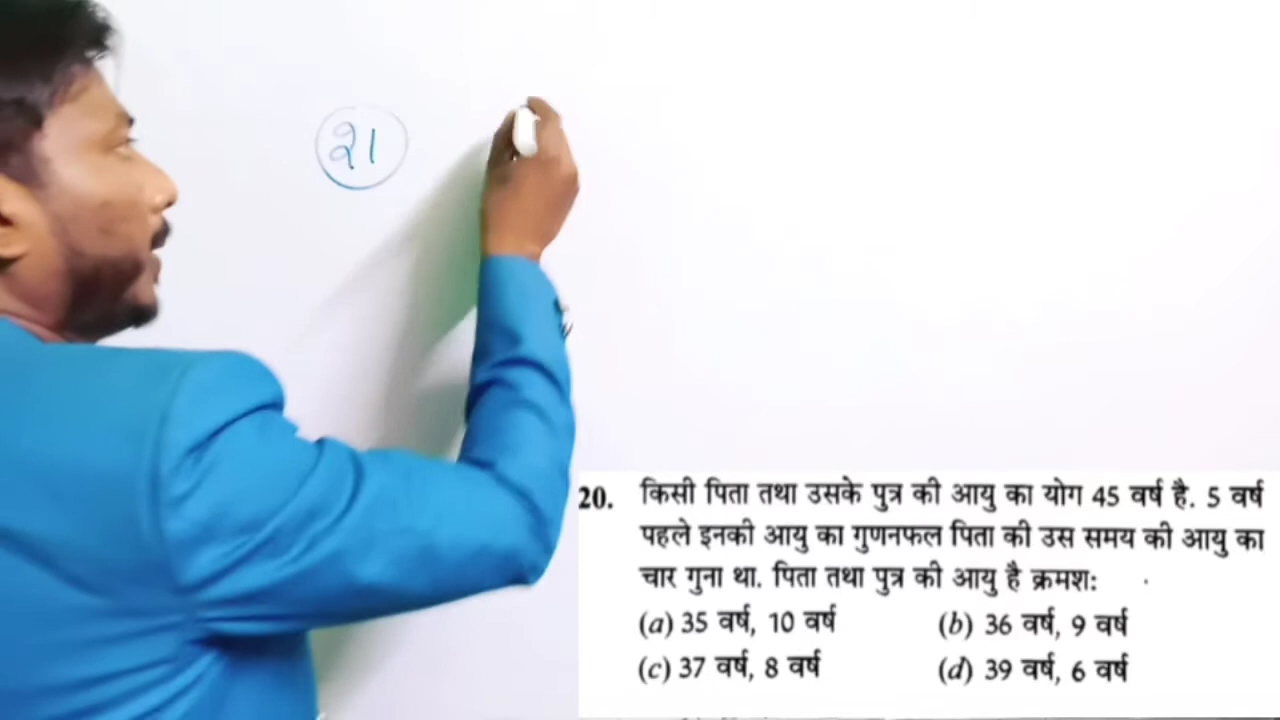 21
20. किसी पिता तथा उसके पुत्र की आयु का योग 45 वर्ष है. 5 वर्ष
पहले इनकी आयु का गुणनफल पिता की उस समय की आयु का
चार गुना था. पिता तथा पुत्र की आयु है क्रमश:
(a) 35 वर्ष, 10 वर्ष (b) 36 वर्ष, 9 वर्ष
(c) 37 वर्ष, 8 वर्ष (d) 39 वर्ष, 6 वर्ष